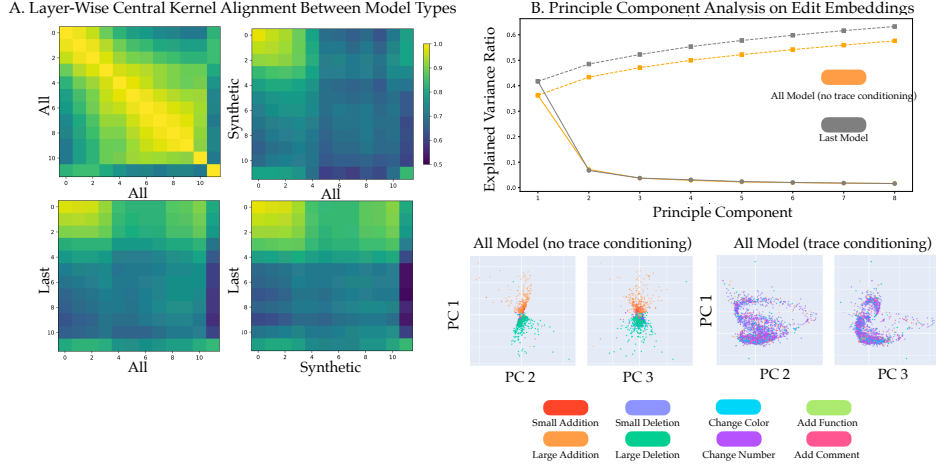 A. Layer-Wise Central Kernel Alignment Between Model Types
0
2
4
6
8
10
All
0 2 4 6 8 10
All
0
2
4
6
8
10
Synthetic
0 2 4 6 8 10
All
1.0
0.9
0.8
0.7
0.6
0.5
0
2
4
6
8
10
Last
0 2 4 6 8 10
All
0
2
4
6
8
10
Last
0 2 4 6 8 10
Synthetic
B. Principle Component Analysis on Edit Embeddings
Explained Variance Ratio
0.6
0.5
0.4
0.3
0.2
0.1
0.0
1 2 3 4 5 6 7 8
Principle Component
All Model (no trace conditioning)
Last Model
All Model (no trace conditioning)
All Model (trace conditioning)
PC 1
PC 2
PC 3
PC 1
PC 2
PC 3
Small Addition
Small Deletion
Change Color
Add Function
Large Addition
Large Deletion
Change Number
Add Comment